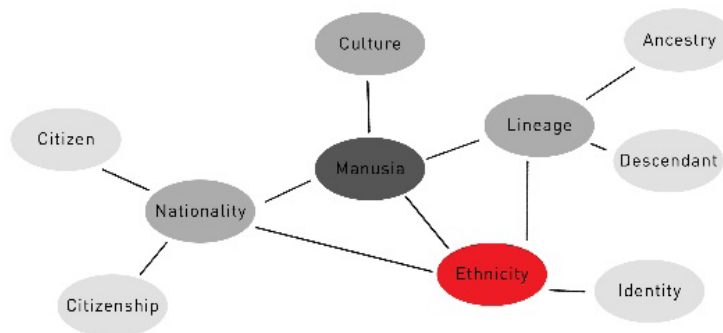 Culture
Ancestry
Lineage
Citizen
Manusia
Descendant
Nationality
Ethnicity
Identity
Citizenship